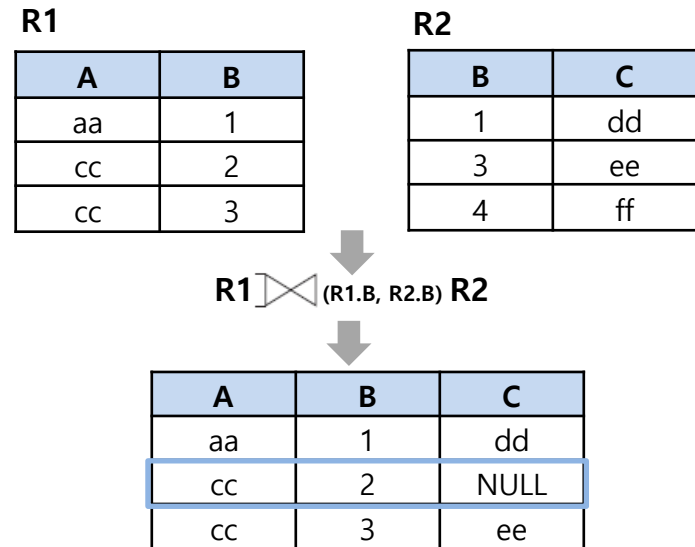 R1
A B
aa 1
cc 2
cc 3
R2
B C
1 dd
3 ee
4 ff
R1 ⟕ (R1.B, R2.B) R2
A B C
aa 1 dd
cc 2 NULL
cc 3 ee